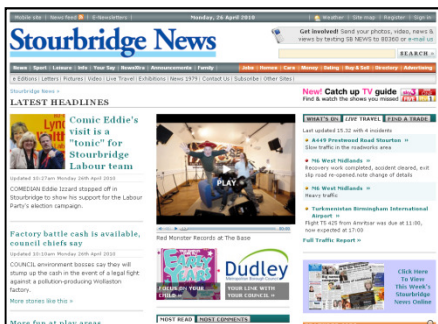 Mobile site | News feed | E-Newsletters |
Monday, 26 April 2010
Weather | Site map | Register | Sign in
Stourbridge News
Get involved! Send your photos, video, news & views by texting SB NEWS to 80360 or e-mail us
SEARCH »
News | Sport | Leisure | Info | Your Say | NewsXtra | Announcements | Family |
Jobs | Homes | Cars | Money | Dating | Buy & Sell | Directory | Advertising
e Editions | Letters | Pictures | Video | Live Travel | Exhibitions | News 1979 | Contact Us | Subscribe | Other Sites |
Stourbridge News »
LATEST HEADLINES
New! Catch up TV guide
Find & watch the shows you missed
Comic Eddie's
visit is a
"tonic" for
Stourbridge
Labour team
Updated 10:27am Monday 26th April 2010
COMEDIAN Eddie Izzard stopped off in
Stourbridge to show his support for the Labour
Party's election campaign.
Factory battle cash is available,
council chiefs say
Updated 10:10am Monday 26th April 2010
COUNCIL environment bosses say they will
stump up the cash in the event of a legal fight
against a pollution-producing Wollaston
factory.
More stories like this »
More fun at play areas
PLAY
Red Monster Records at The Base
Early Years
FOCUS ON YOUR
CHILD »
Dudley
YOUR LINE WITH
YOUR COUNCIL »
MOST READ
MOST COMMENTS
WHAT'S ON
LIVE TRAVEL
FIND A TRADE
Last updated 15.32 with 4 incidents
A449 Prestwood Road Stourton »
Slow traffic in the roadworks area
M6 West Midlands »
Recovery work completed, accident cleared, exit
slip road re-opened.note change of details
M6 West Midlands »
Heavy traffic
Turkmenistan Birmingham International
Airport »
Flight T5 425 from Amritsar was due at 11:00,
now expected at 17:00
Full Traffic Report »
Click Here
To View
This Week's
Stourbridge
News Online